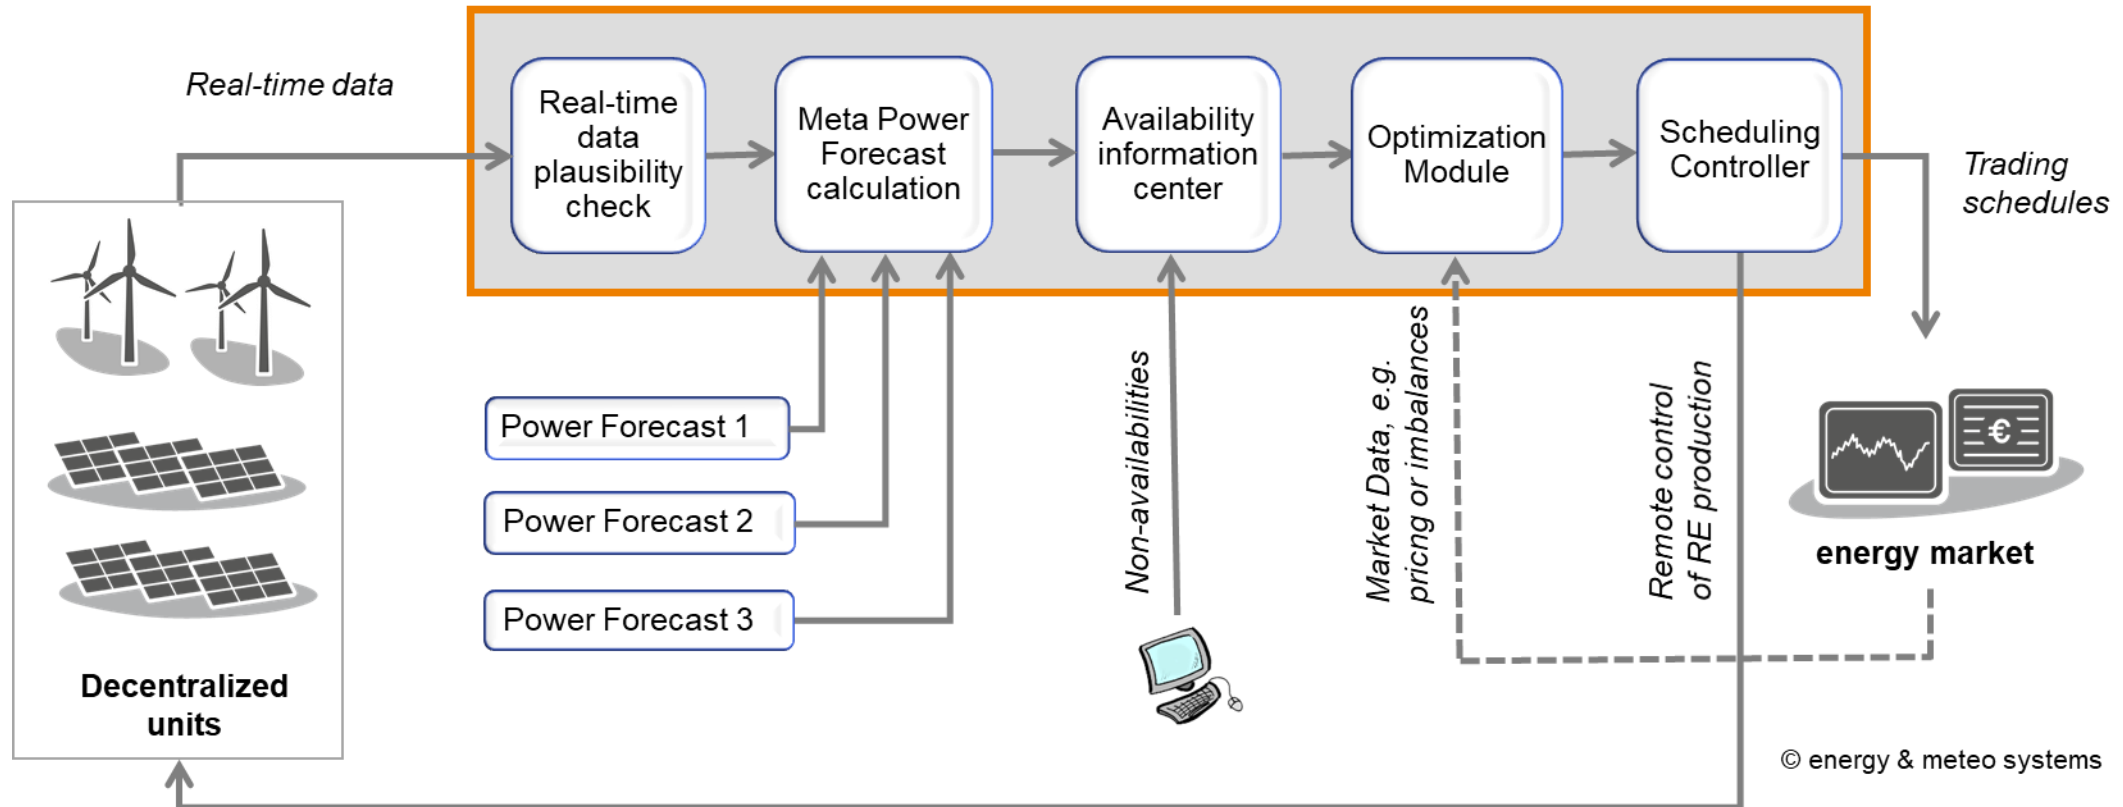 Real-time data
Real-time
data
plausibility
check
Meta Power
Forecast
calculation
Availability
information
center
Optimization
Module
Scheduling
Controller
Trading
schedules
Power Forecast 1
Power Forecast 2
Power Forecast 3
Non-availabilities
Market Data, e.g.
pricng or imbalances
Remote control
of RE production
€
energy market
Decentralized
units
© energy & meteo systems